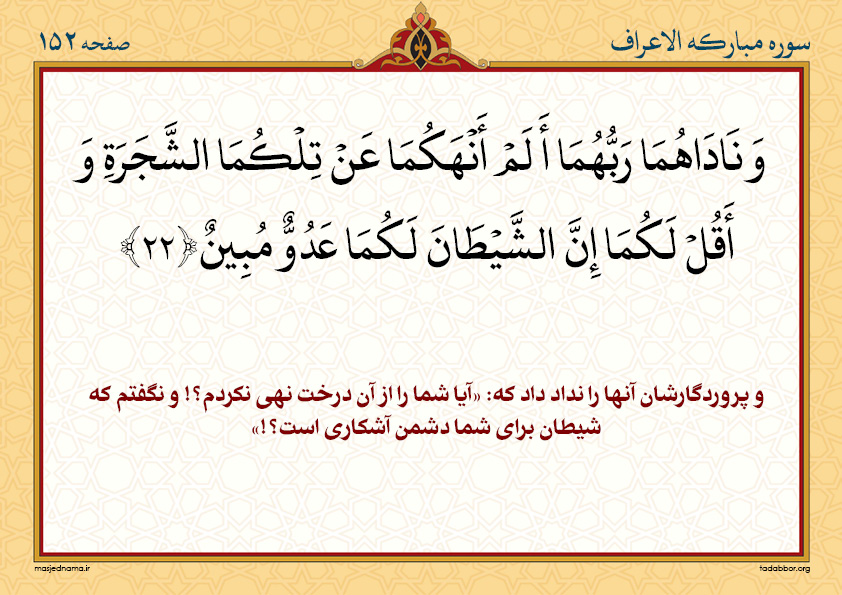 سوره مبارکه الاعراف
صفحه ۱۵۲
وَ نَادَاهُمَا رَبُّهُمَا أَ لَمْ أَنْهَكُمَا عَنْ تِلْكُمَا الشَّجَرَةِ وَ
أَقُلْ لَكُمَا إِنَّ الشَّيْطَانَ لَكُمَا عَدُوٌّ مُبِينٌ ﴿۲۲﴾
و پروردگارشان آنها را نداد داد که: «آیا شما را از آن درخت نهی نکردم؟! و نگفتم که
شیطان برای شما دشمن آشکاری است؟!»
masjednama.ir
tadabbor.org